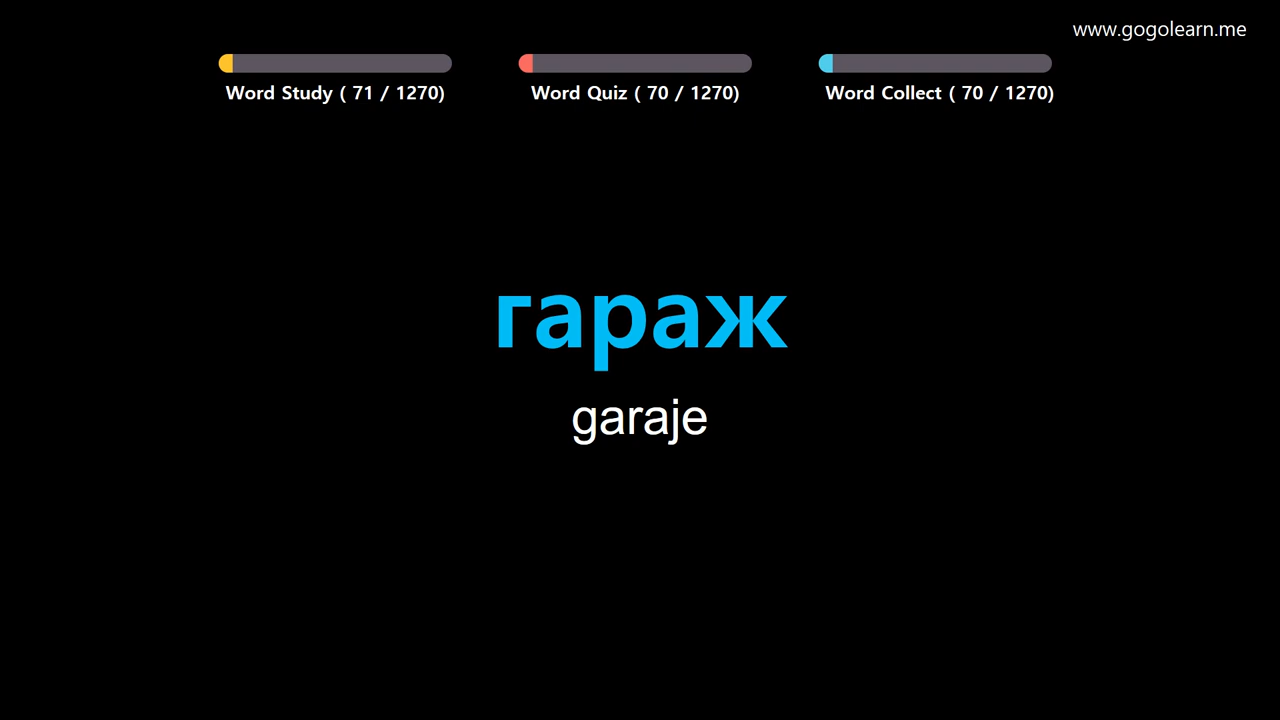 www.gogolearn.me
Word Study ( 71 / 1270)
Word Quiz ( 70 / 1270)
Word Collect ( 70 / 1270)
гараж
garaje